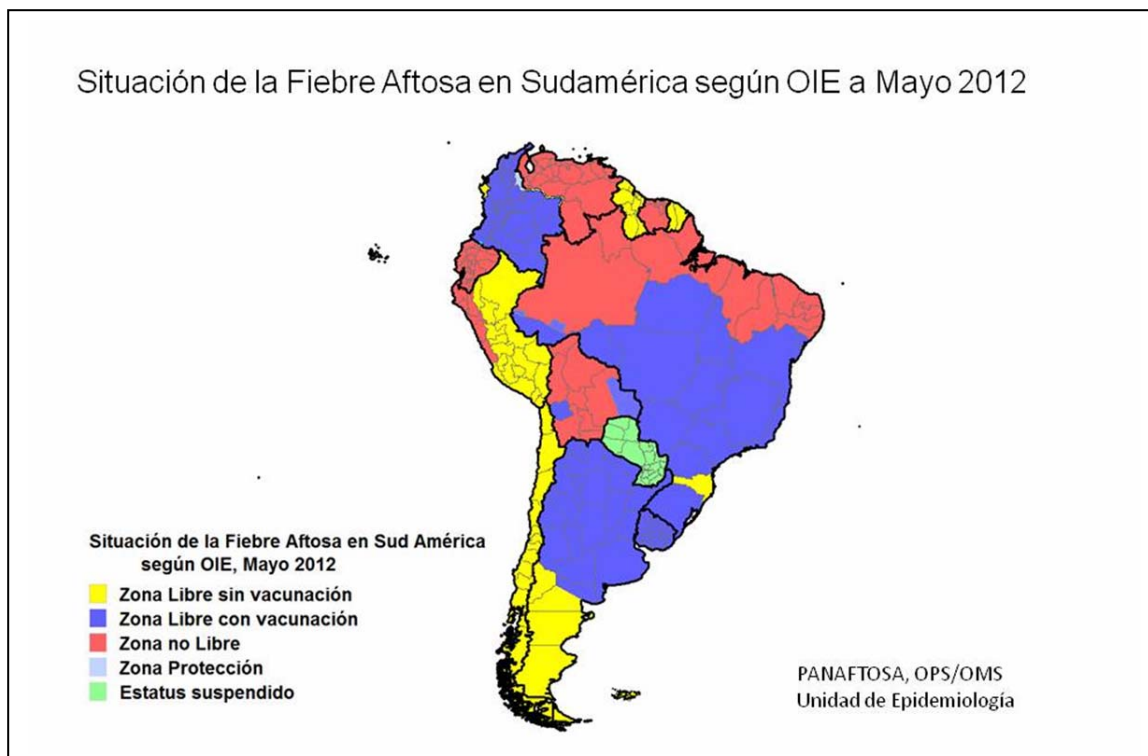 Situación de la Fiebre Aftosa en Sudamérica según OIE a Mayo 2012
Situación de la Fiebre Aftosa en Sud América
según OIE, Mayo 2012
Zona Libre sin vacunación
Zona Libre con vacunación
Zona no Libre
Zona Protección
Estatus suspendido
PANAFTOSA, OPS/OMS
Unidad de Epidemiología